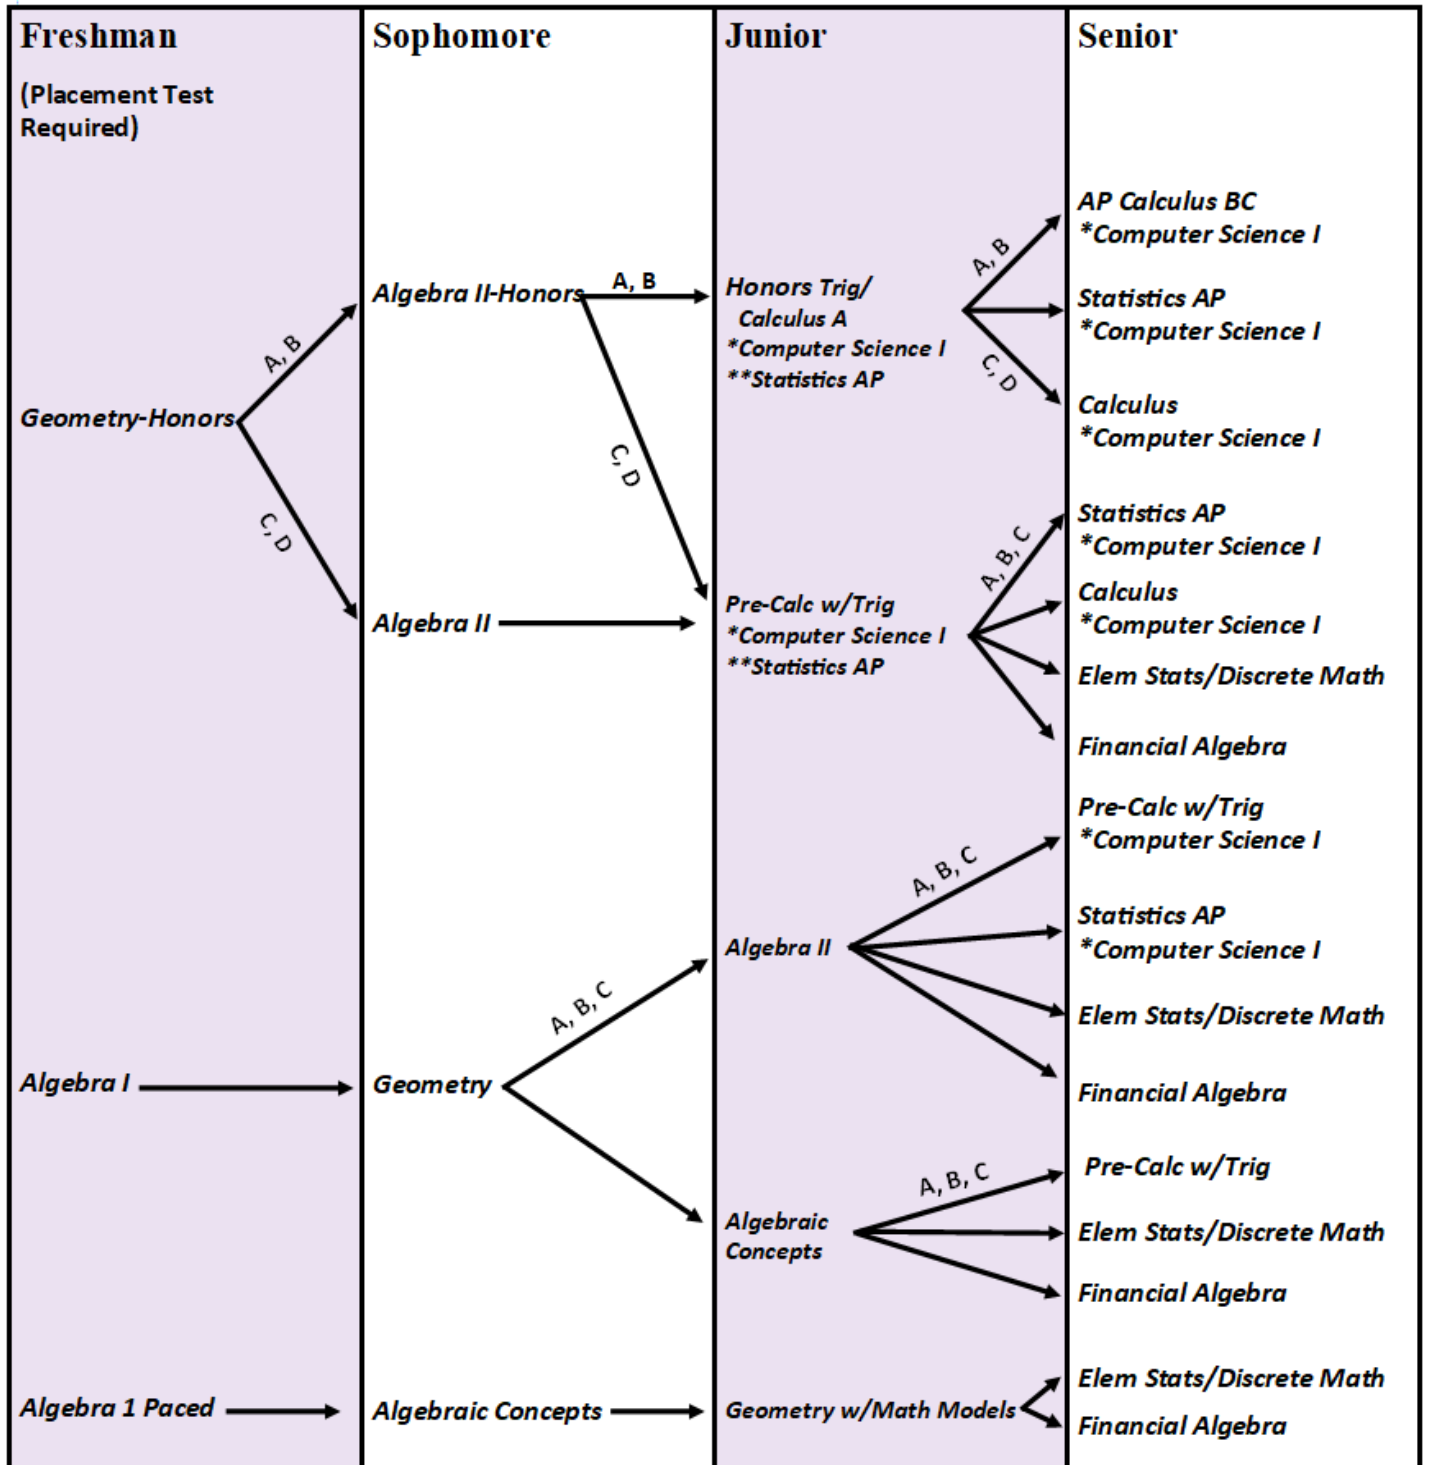 Freshman
(Placement Test
Required)
Geometry-Honors
A, B
C, D
Algebra I
Algebra 1 Paced
Sophomore
Algebra II-Honors
A, B
C, D
Algebra II
Geometry
A, B, C
Algebraic Concepts
Junior
Honors Trig/
Calculus A
*Computer Science I
**Statistics AP
A, B
C, D
Pre-Calc w/Trig
*Computer Science I
**Statistics AP
A, B, C
Algebra II
A, B, C
Algebraic
Concepts
A, B, C
Geometry w/Math Models
Senior
AP Calculus BC
*Computer Science I
Statistics AP
*Computer Science I
Calculus
*Computer Science I
Statistics AP
*Computer Science I
Calculus
*Computer Science I
Elem Stats/Discrete Math
Financial Algebra
Pre-Calc w/Trig
*Computer Science I
Statistics AP
*Computer Science I
Elem Stats/Discrete Math
Financial Algebra
Pre-Calc w/Trig
Elem Stats/Discrete Math
Financial Algebra
Elem Stats/Discrete Math
Financial Algebra